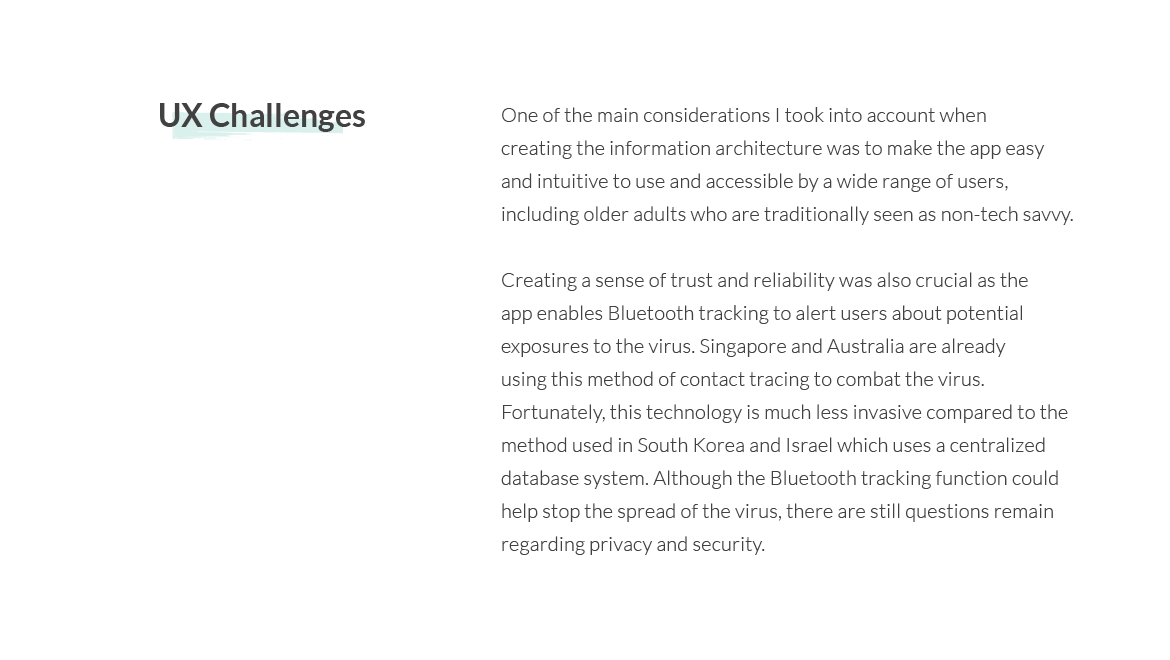 UX Challenges
One of the main considerations I took into account when
creating the information architecture was to make the app easy
and intuitive to use and accessible by a wide range of users,
including older adults who are traditionally seen as non-tech savvy.
Creating a sense of trust and reliability was also crucial as the
app enables Bluetooth tracking to alert users about potential
exposures to the virus. Singapore and Australia are already
using this method of contact tracing to combat the virus.
Fortunately, this technology is much less invasive compared to the
method used in South Korea and Israel which uses a centralized
database system. Although the Bluetooth tracking function could
help stop the spread of the virus, there are still questions remain
regarding privacy and security.